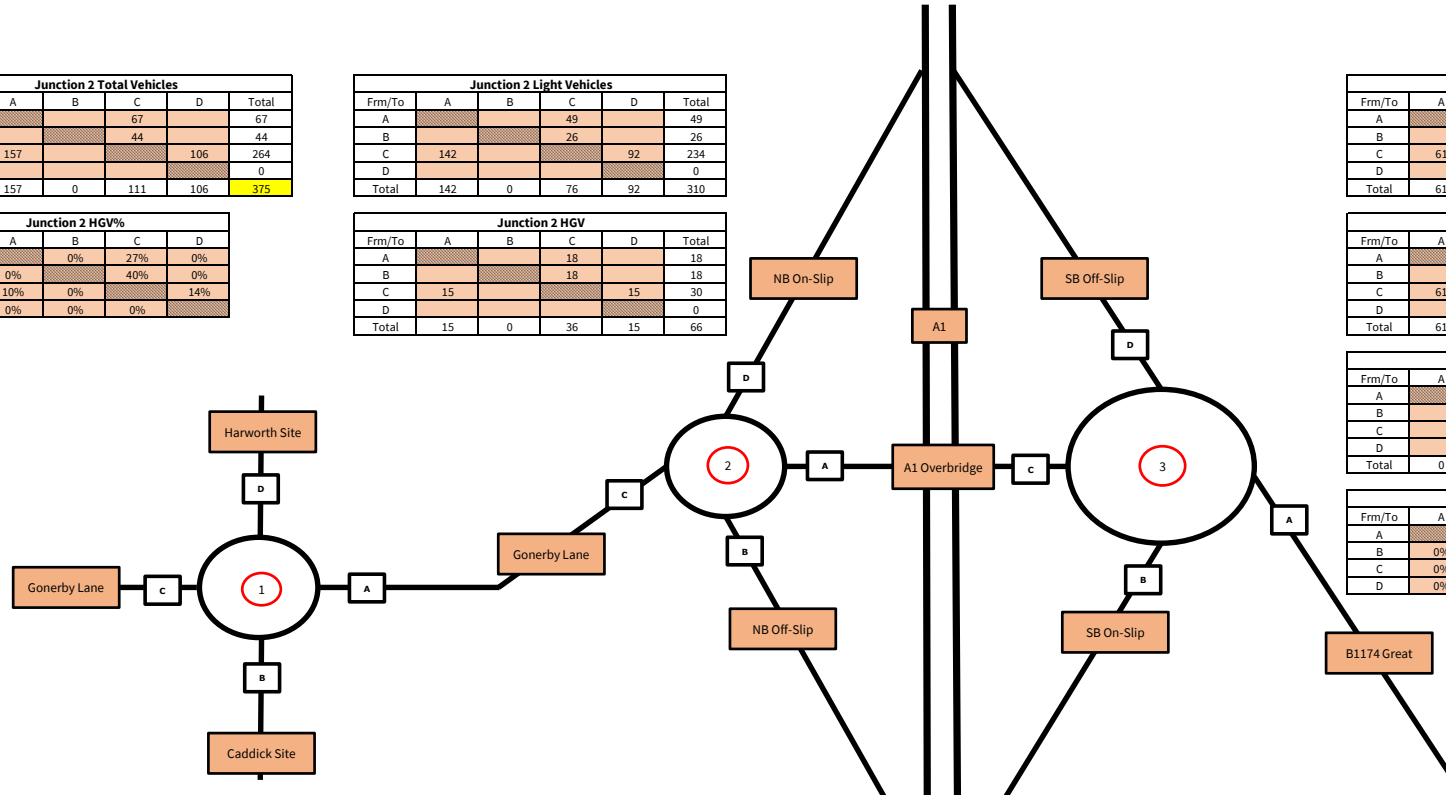 Junction 2 Total Vehicles
A B C D Total
67 67
44 44
157 106 264
0
157 0 111 106 375
Junction 2 HGV%
A B C D
0% 27% 0%
0% 40% 0%
10% 0% 14%
0% 0% 0%
Junction 2 Light Vehicles
Frm/To A B C D Total
A 49 49
B 26 26
C 142 92 234
D 0
Total 142 0 76 92 310
Junction 2 HGV
Frm/To A B C D Total
A 18 18
B 18 18
C 15 15 30
D 0
Total 15 0 36 15 66
Frm/To A
A
B
C 61
D
Total 61
Frm/To A
A
B
C 61
D
Total 61
Frm/To A
A
B
C
D
Total 0
Frm/To A
A
B 0%
C 0%
D 0%
NB On-Slip
SB Off-Slip
A1
D
D
Harworth Site
2
A
A1 Overbridge
C
3
D
C
A
B
Gonerby Lane
B
Gonerby Lane
C
1
A
NB Off-Slip
SB On-Slip
B1174 Great
B
Caddick Site